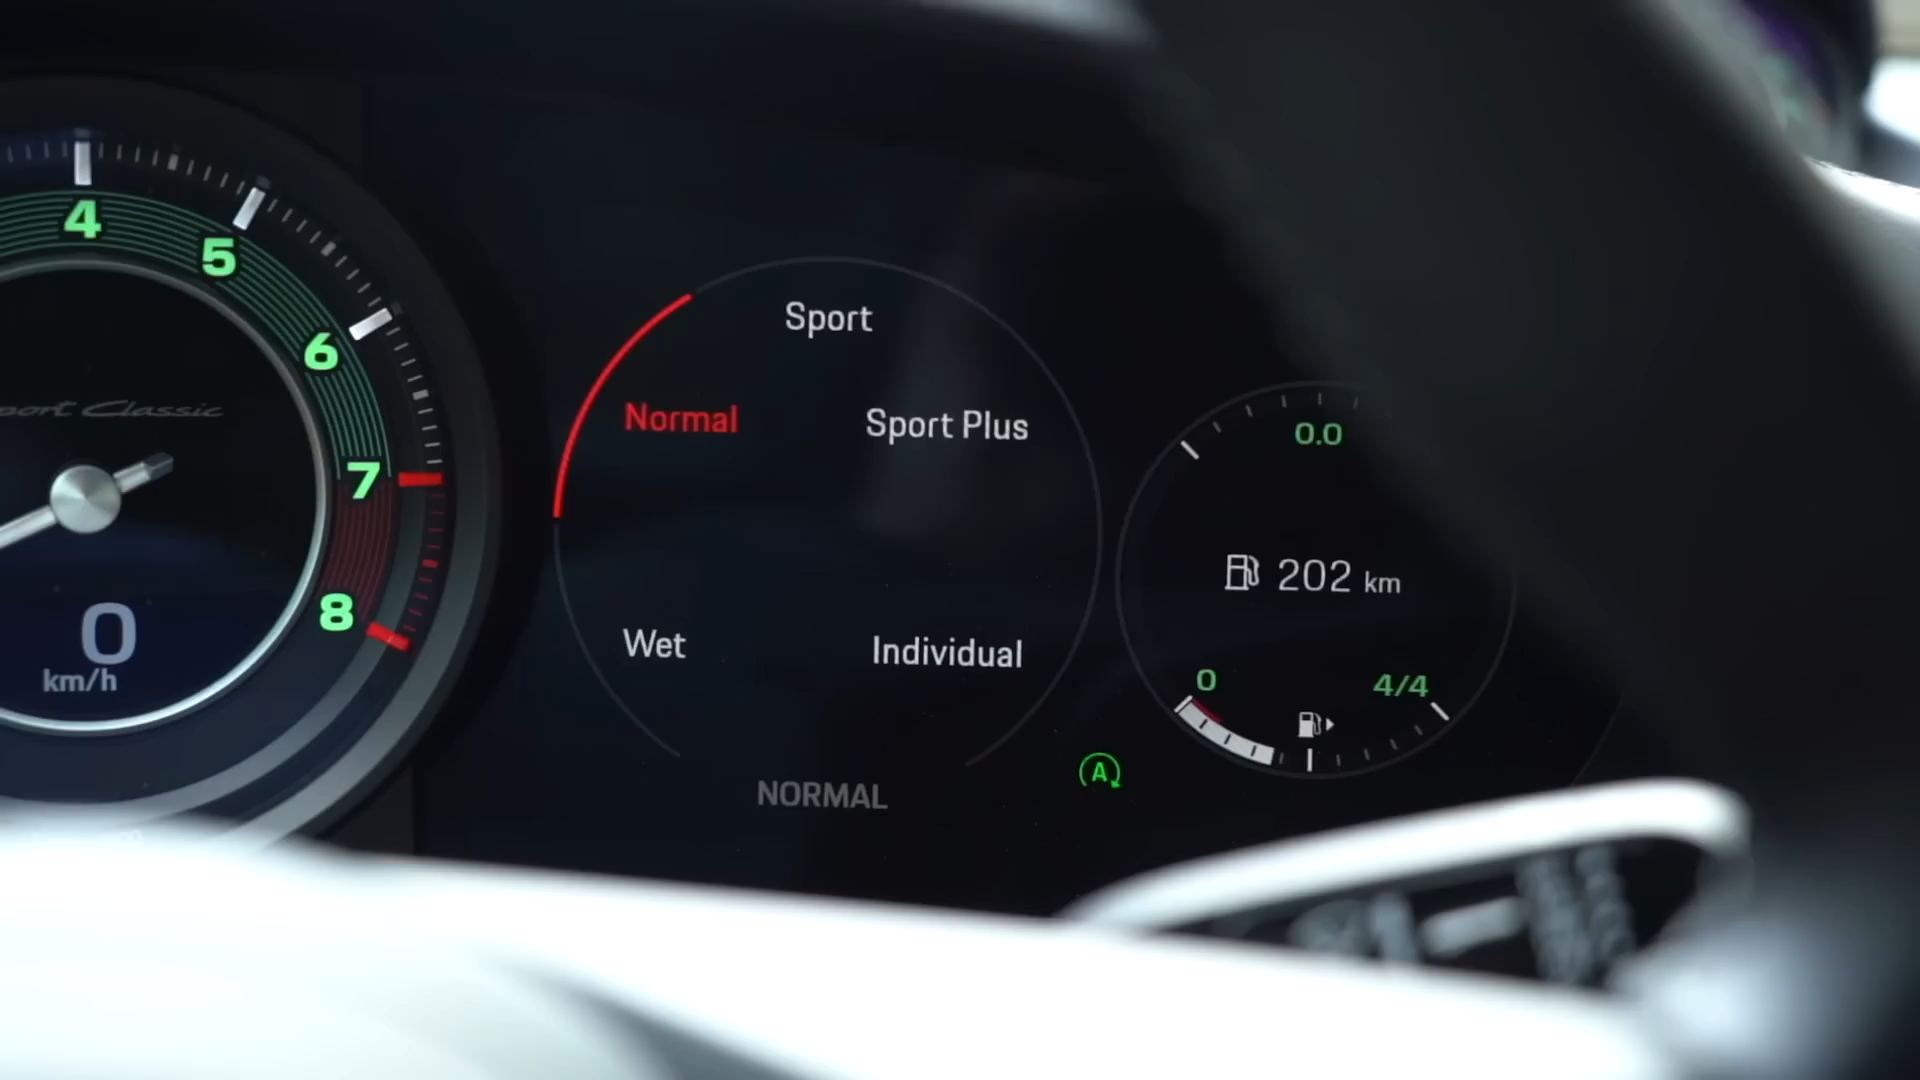 4
5
6
7
8
port Classic
0
km/h
Sport
Normal
Sport Plus
Wet
Individual
NORMAL
A
0.0
202 km
0
4/4